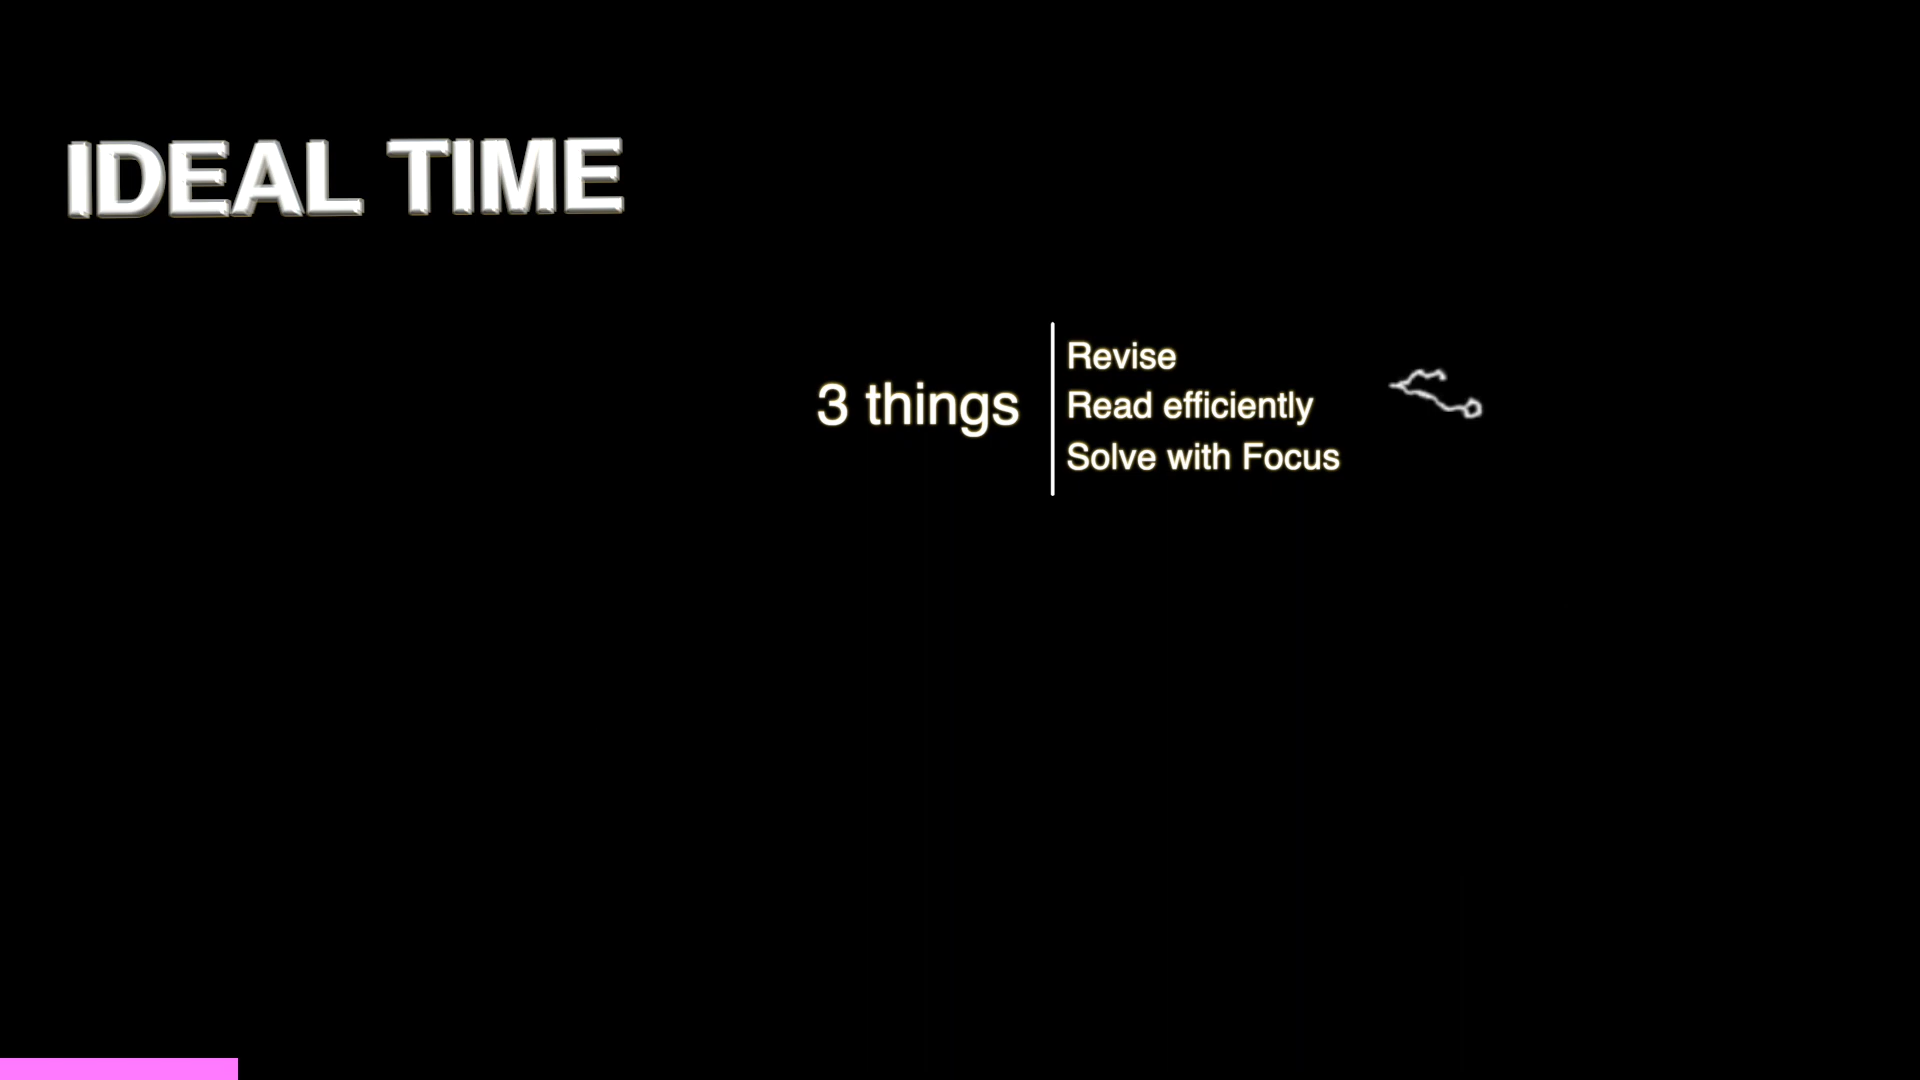 IDEAL TIME
3 things
Revise
Read efficiently
Solve with Focus